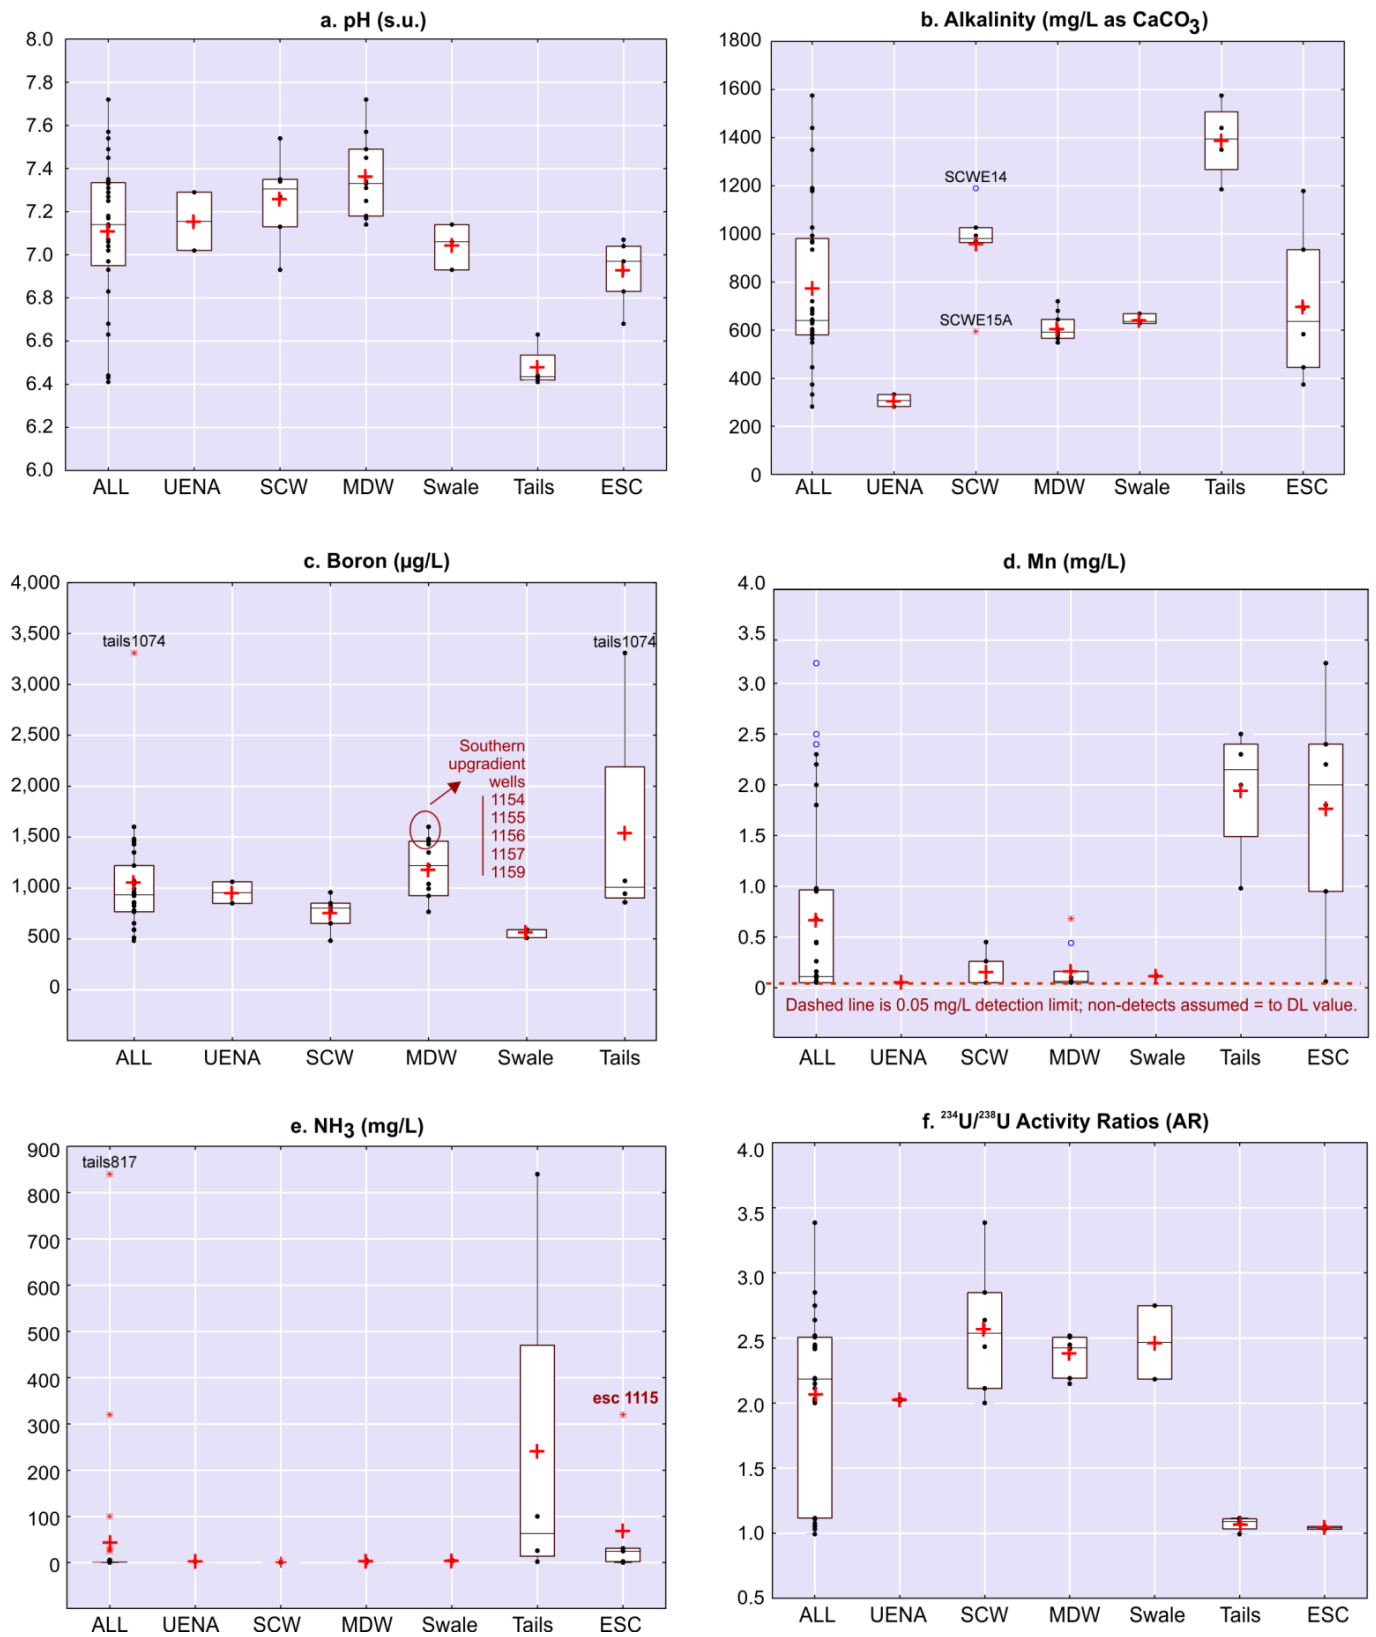 a. pH (s.u.)
8.0
7.8
7.6
7.4
7.2
7.0
6.8
6.6
6.4
6.2
6.0
ALL UENA SCW MDW Swale Tails ESC
b. Alkalinity (mg/L as CaCO3)
1800
1600
1400
1200
1000
800
600
400
200
0
SCWE14
SCWE15A
ALL UENA SCW MDW Swale Tails ESC
c. Boron (µg/L)
4,000
3,500
3,000
2,500
2,000
1,500
1,000
500
0
tails1074
tails1074
Southern
upgradient
wells
1154
1155
1156
1157
1159
ALL UENA SCW MDW Swale Tails
d. Mn (mg/L)
4.0
3.5
3.0
2.5
2.0
1.5
1.0
0.5
0
Dashed line is 0.05 mg/L detection limit; non-detects assumed = to DL value.
ALL UENA SCW MDW Swale Tails ESC
e. NH3 (mg/L)
900
800
700
600
500
400
300
200
100
0
tails817
esc 1115
ALL UENA SCW MDW Swale Tails ESC
f. 234U/238U Activity Ratios (AR)
4.0
3.5
3.0
2.5
2.0
1.5
1.0
0.5
ALL UENA SCW MDW Swale Tails ESC